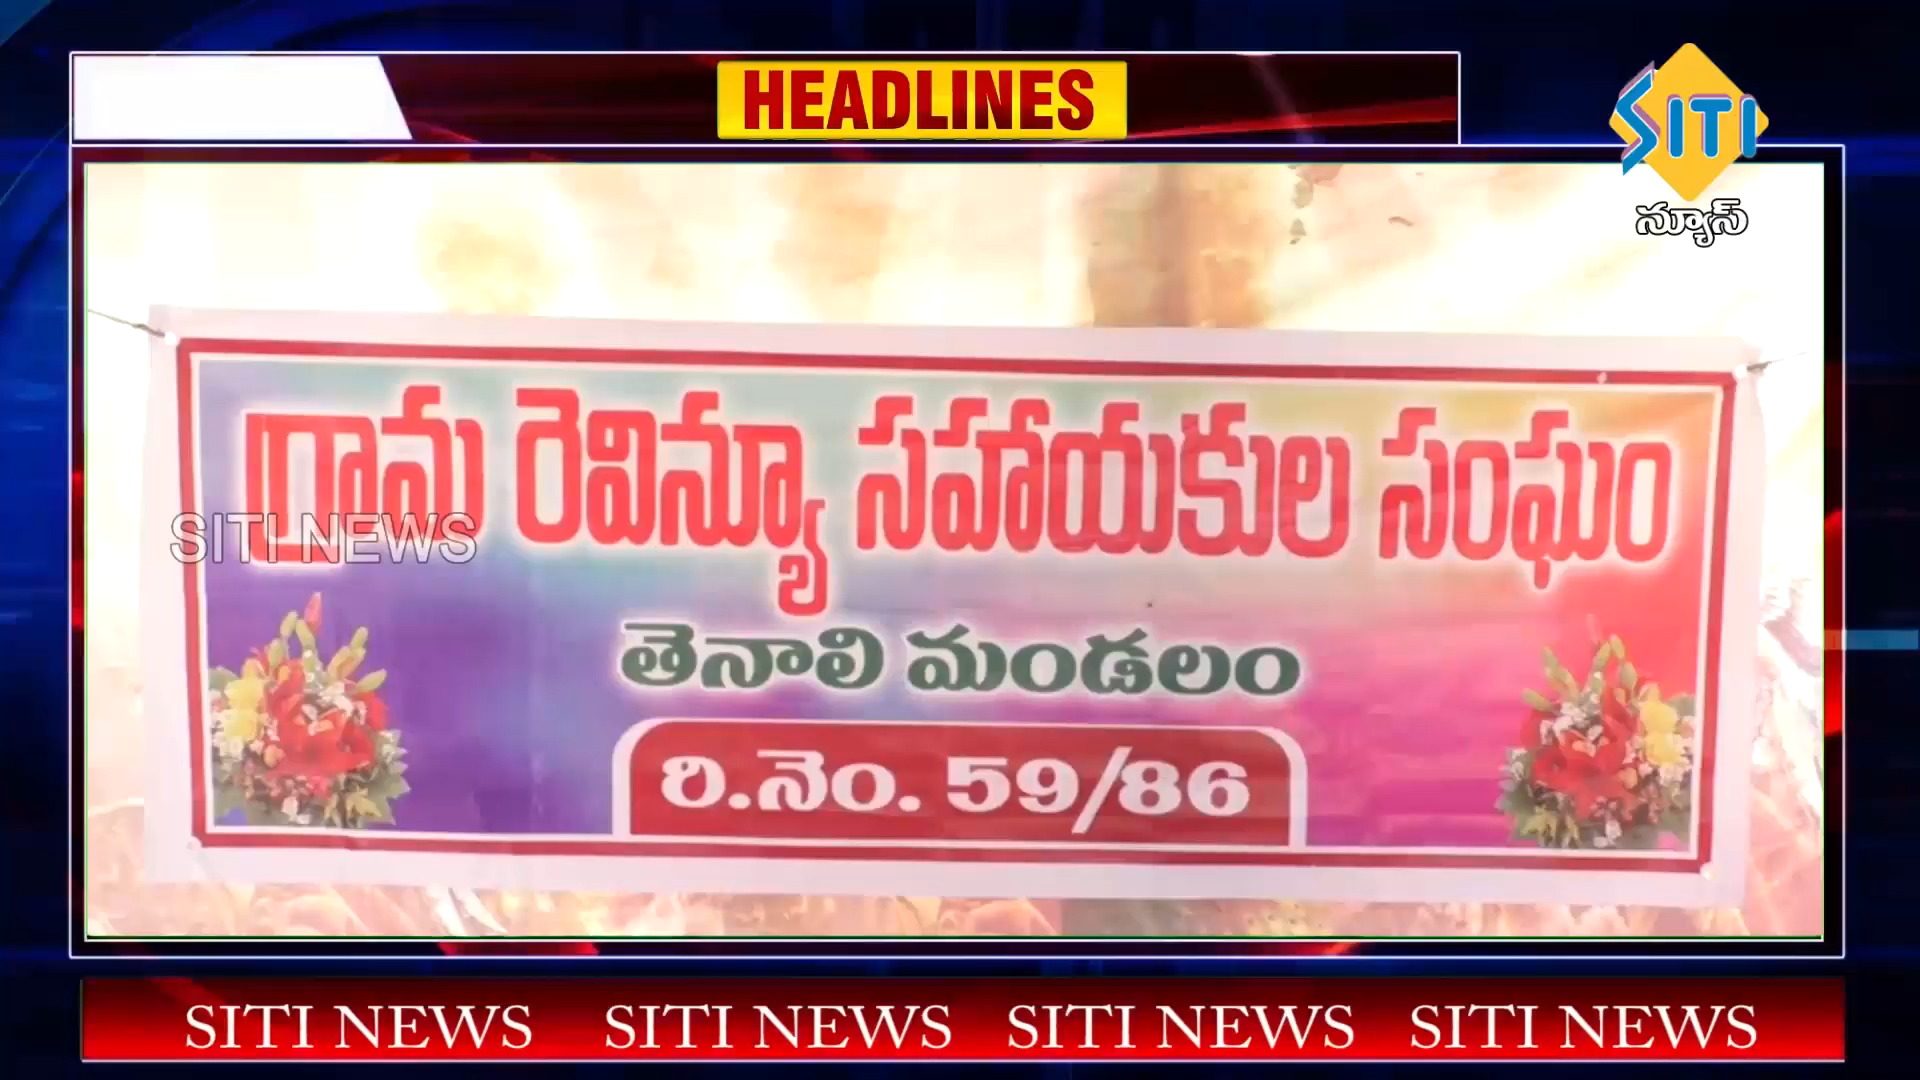 HEADLINES
SITI
న్యూస్
గ్రామ రెవిన్యూ సహాయకుల సంఘం
SITI NEWS
తెనాలి మండలం
రి.నెం. 59/86
SITI NEWS SITI NEWS SITI NEWS SITI NEWS